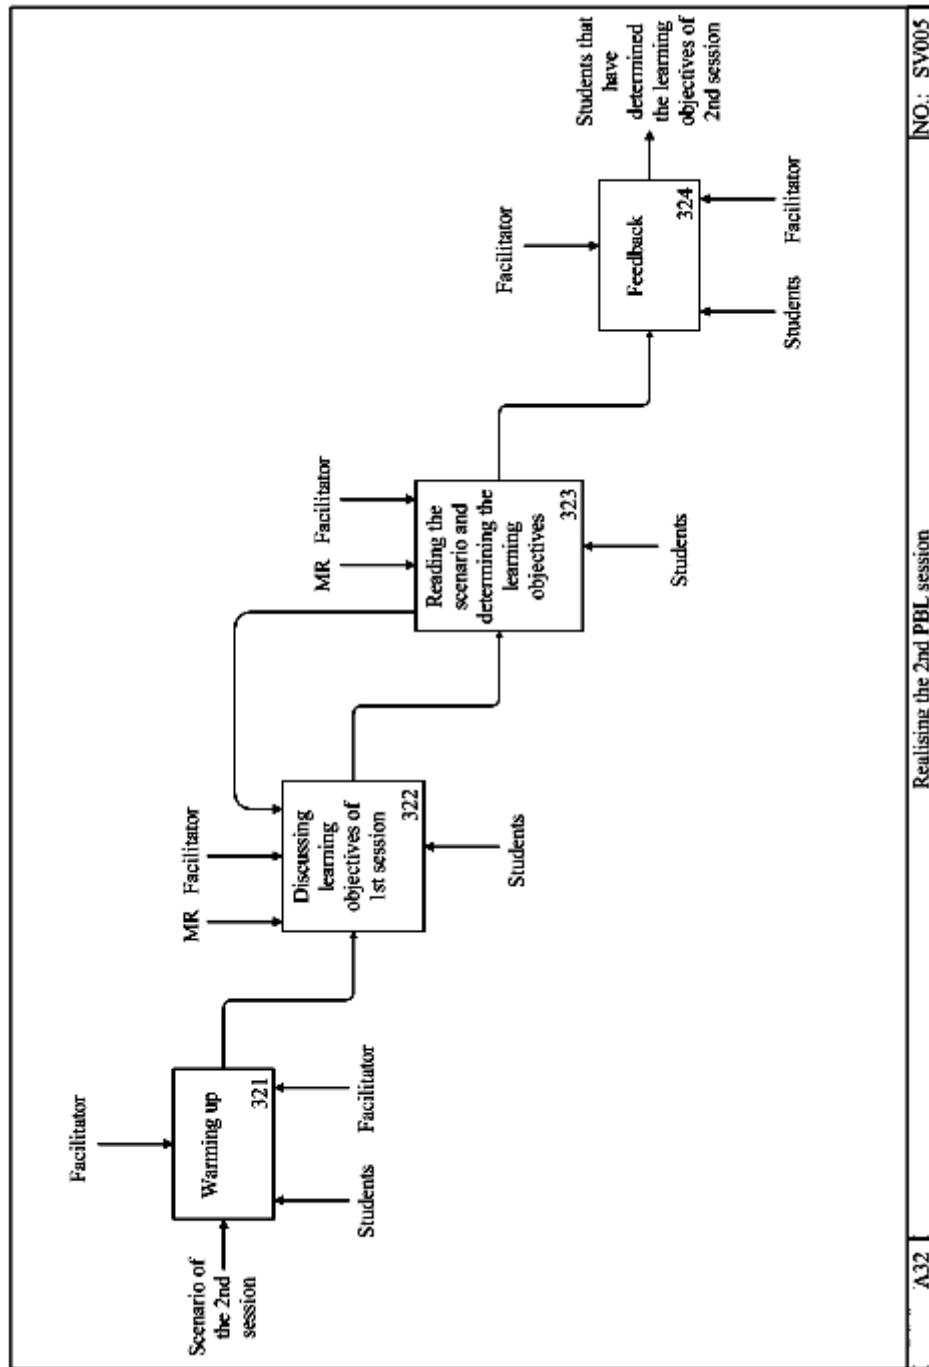 Facilitator
Scenario of
the 2nd
session
Warming up
321
Students
Facilitator
MR
Facilitator
Discussing
learning
objectives of
1st session
322
Students
MR
Facilitator
Reading the
scenario and
determining the
learning
objectives
323
Students
Facilitator
Feedback
324
Students
Facilitator
Students that
have
determined
the learning
objectives of
2nd session
A32
Realising the 2nd PBL session
NO.: SV005